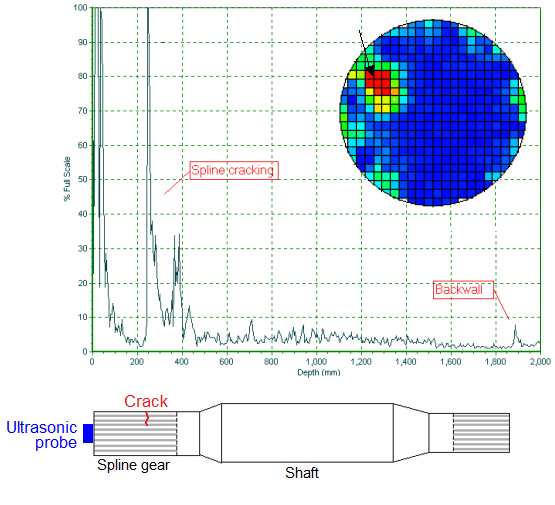 100
90
80
70
60
50
40
30
20
10
0
% Full Scale
Spline cracking
Backwall
0 200 400 600 800 1,000 1,200 1,400 1,600 1,800 2,000
Depth (mm)
Crack
Ultrasonic
probe
Spline gear
Shaft